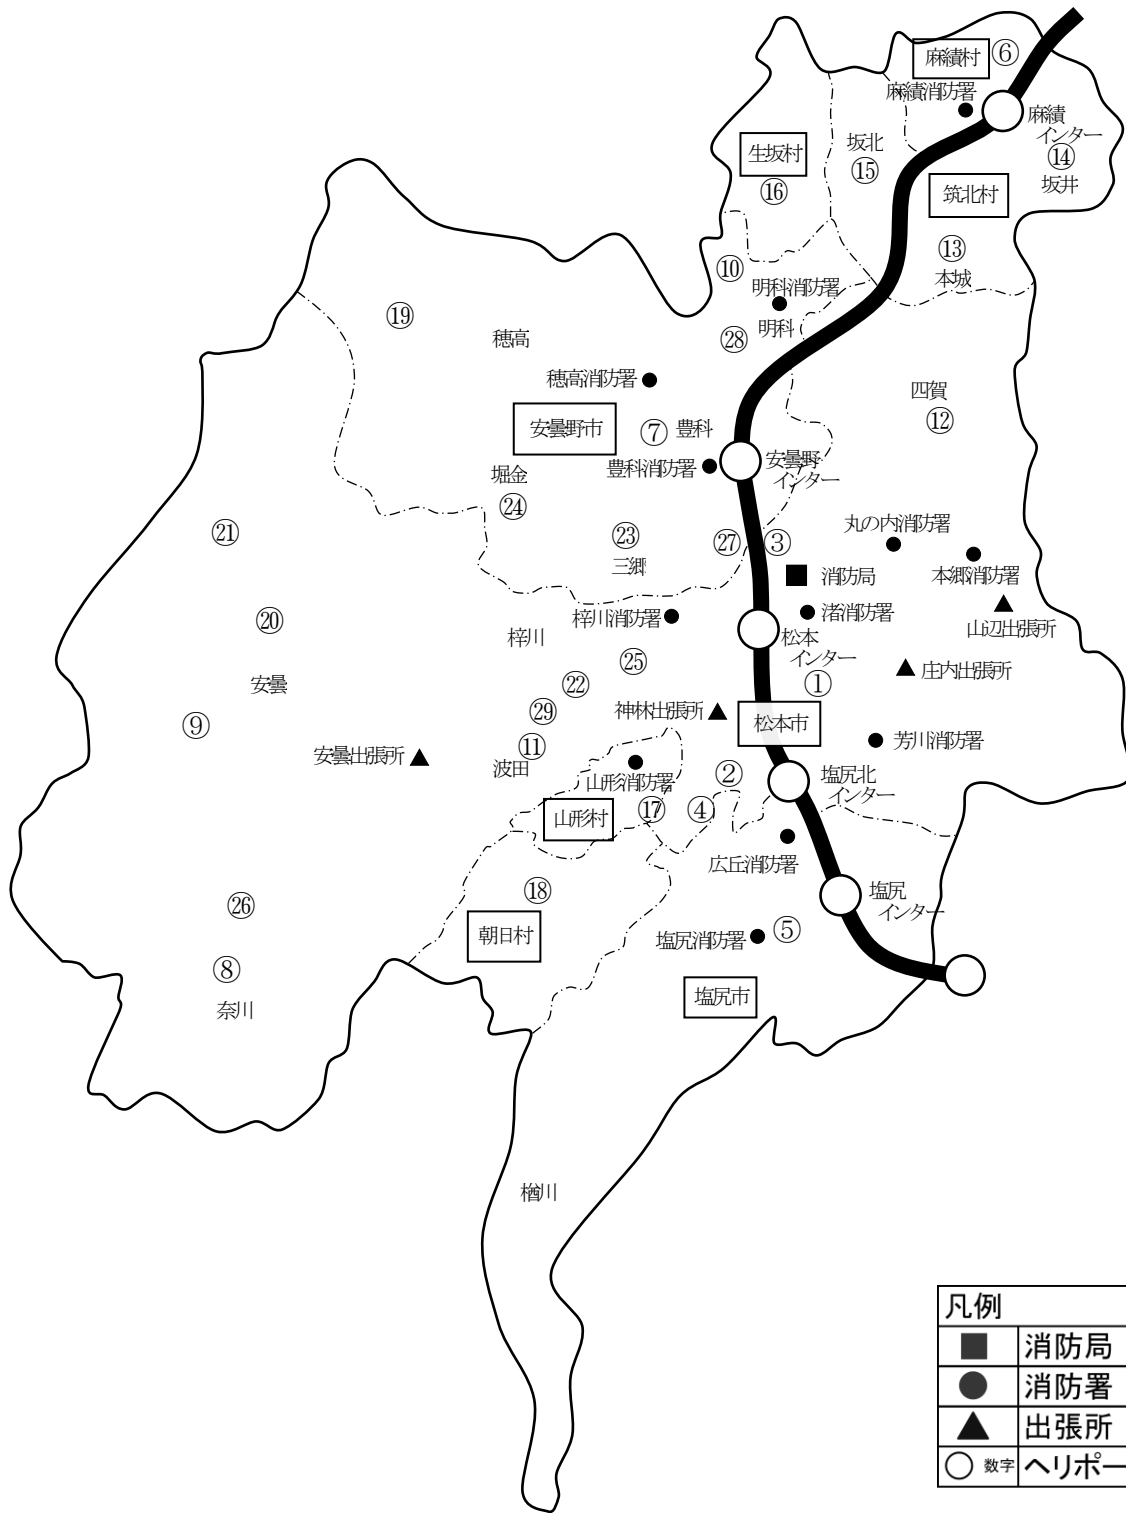 麻績村 ⑥
麻績消防署
麻績
インター
⑭
坂井
生坂村
⑯
坂北
⑮
筑北村
⑬
本城
⑩
明科消防署
明科
㉘
⑲
穂高
穂高消防署
安曇野市
⑦ 豊科
豊科消防署
安曇野
インター
四賀
⑫
堀金
㉔
㉑
㉓
三郷
㉗ ③
丸の内消防署
本郷消防署
消防局
渚消防署
山辺出張所
⑳
梓川消防署
梓川
松本
インター
①
庄内出張所
㉕
㉒
安曇
⑨
㉙
神林出張所
松本市
芳川消防署
安曇出張所
⑪
波田
山形消防署
②
塩尻北
インター
山形村
⑰ ④
広丘消防署
⑱
塩尻
インター
㉖
朝日村
塩尻消防署 ⑤
⑧
奈川
塩尻市
楢川
凡例
消防局
消防署
出張所
数字 ヘリポー